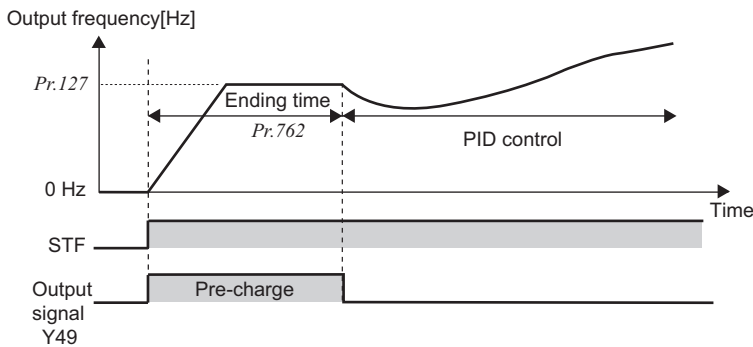 Output frequency[Hz]
Pr.127
Ending time
Pr.762
PID control
0 Hz
Time
STF
Output
signal
Y49
Pre-charge